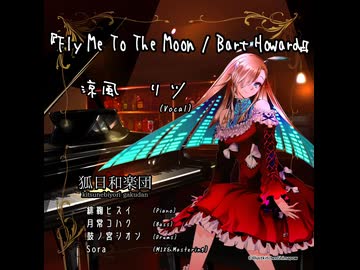 『Fly Me To The Moon / Bart Howard』
涼風 リツ
(Vocal)
狐日和楽団
kitsunebiyori gakudan
緋鞠ヒスイ (Piano)
月常コハク (Bass)
鼓ノ宮シオン (Drums)
Sora (MIX&Mastering)